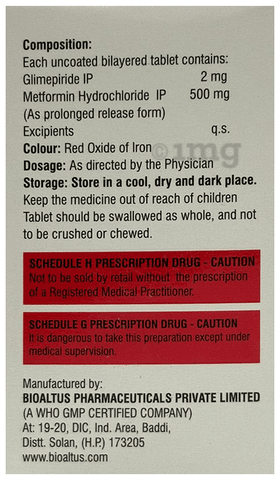 Composition:
Each uncoated bilayered tablet contains:
Glimepiride IP 2 mg
Metformin Hydrochloride IP 500 mg
(As prolonged release form)
Excipients q.s.
Colour: Red Oxide of Iron
1mg
Dosage: As directed by the Physician
Storage: Store in a cool, dry and dark place.
Keep the medicine out of reach of children
Tablet should be swallowed as whole, and not
to be crushed or chewed.
SCHEDULE H PRESCRIPTION DRUG - CAUTION
Not to be sold by retail without the prescription
of a Registered Medical Practitioner.
SCHEDULE G PRESCRIPTION DRUG - CAUTION
It is dangerous to take this preparation except under
medical supervision.
Manufactured by:
BIOALTUS PHARMACEUTICALS PRIVATE LIMITED
(A WHO GMP CERTIFIED COMPANY)
At: 19-20, DIC, Ind. Area, Baddi,
Distt. Solan, (H.P.) 173205
www.bioaltus.com